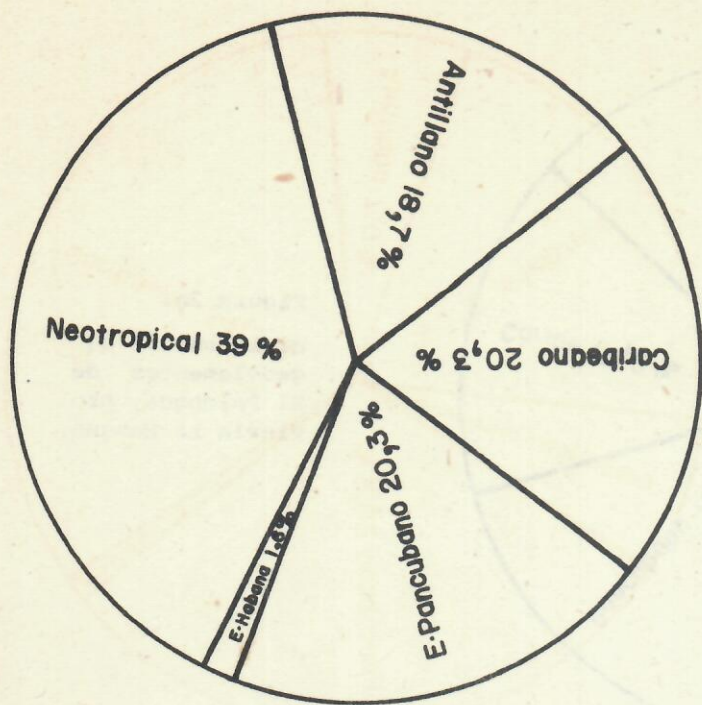 Antillano 18,7%
Neotropical 39 %
Caribeano 20,3 %
E·Pancubano 20,3%
E·Habana 1.6%